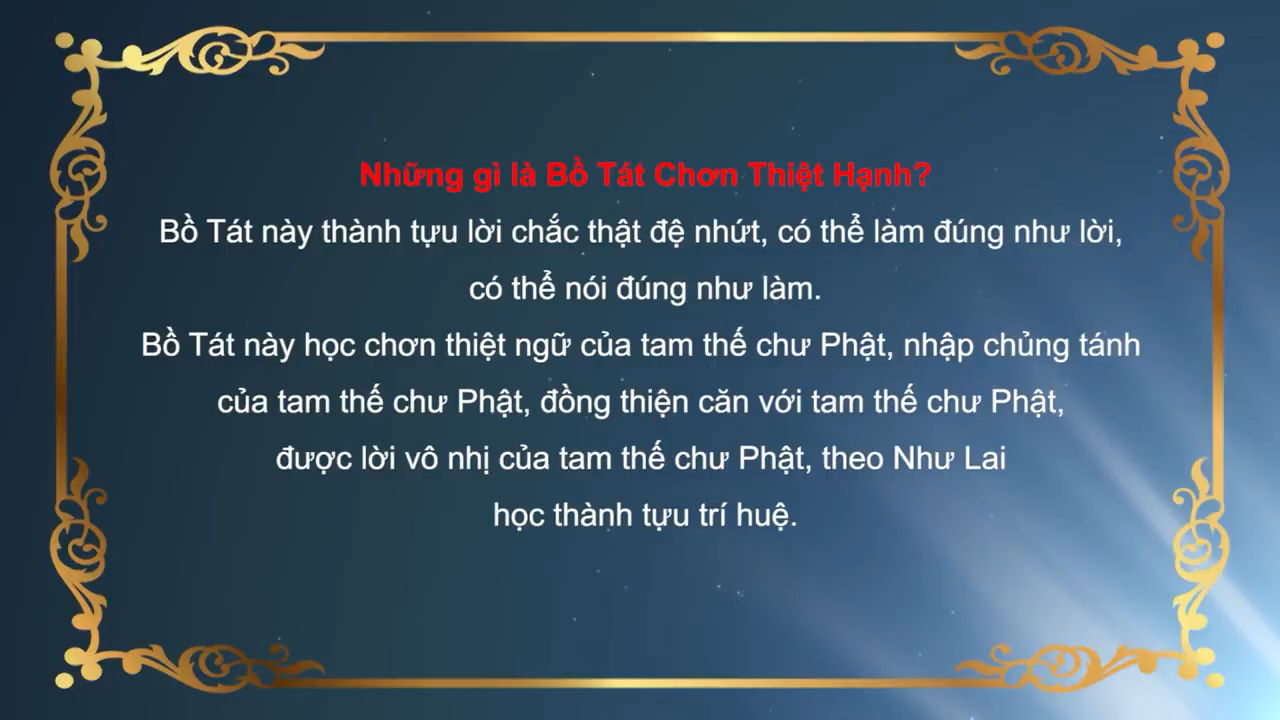 Những gì là Bồ Tát Chơn Thiệt Hạnh?
Bồ Tát này thành tựu lời chắc thật đệ nhứt, có thể làm đúng như lời,
có thể nói đúng như làm.
Bồ Tát này học chơn thiệt ngữ của tam thế chư Phật, nhập chủng tánh
của tam thế chư Phật, đồng thiện căn với tam thế chư Phật,
được lời vô nhị của tam thế chư Phật, theo Như Lai
học thành tựu trí huệ.